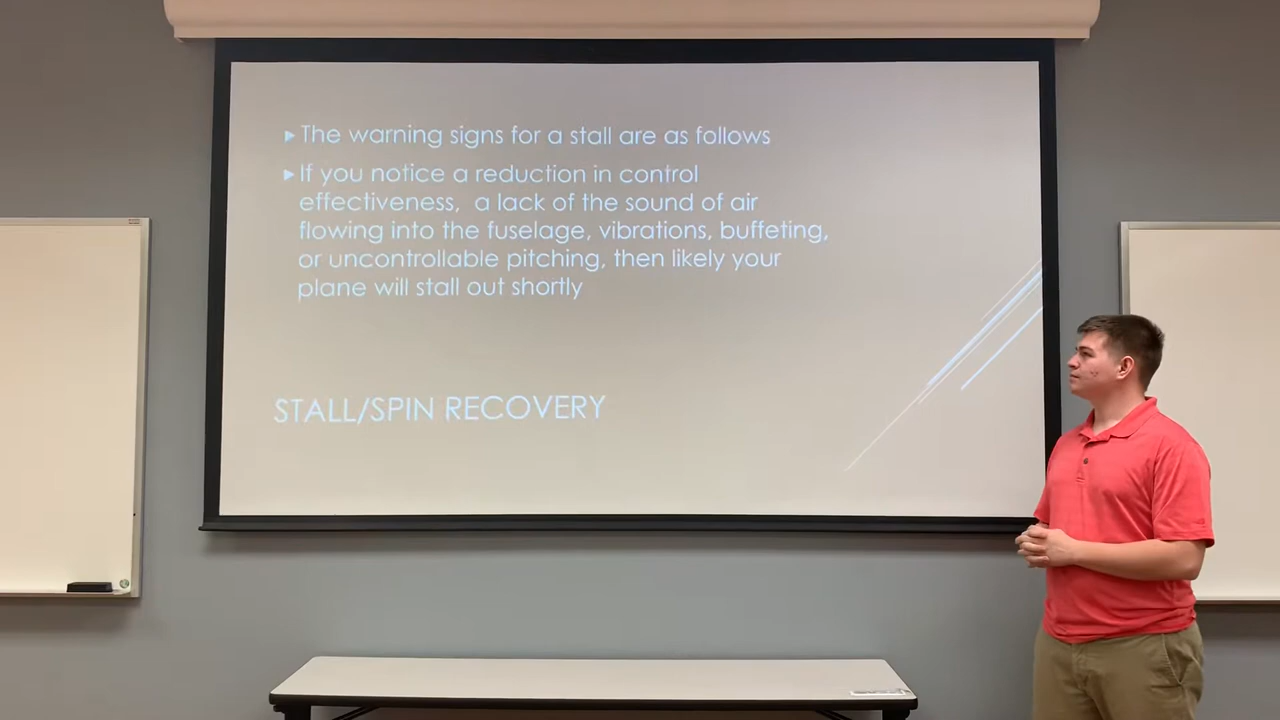 The warning signs for a stall are as follows
If you notice a reduction in control
effectiveness, a lack of the sound of air
flowing into the fuselage, vibrations, buffeting,
or uncontrollable pitching, then likely your
plane will stall out shortly
STALL/SPIN RECOVERY